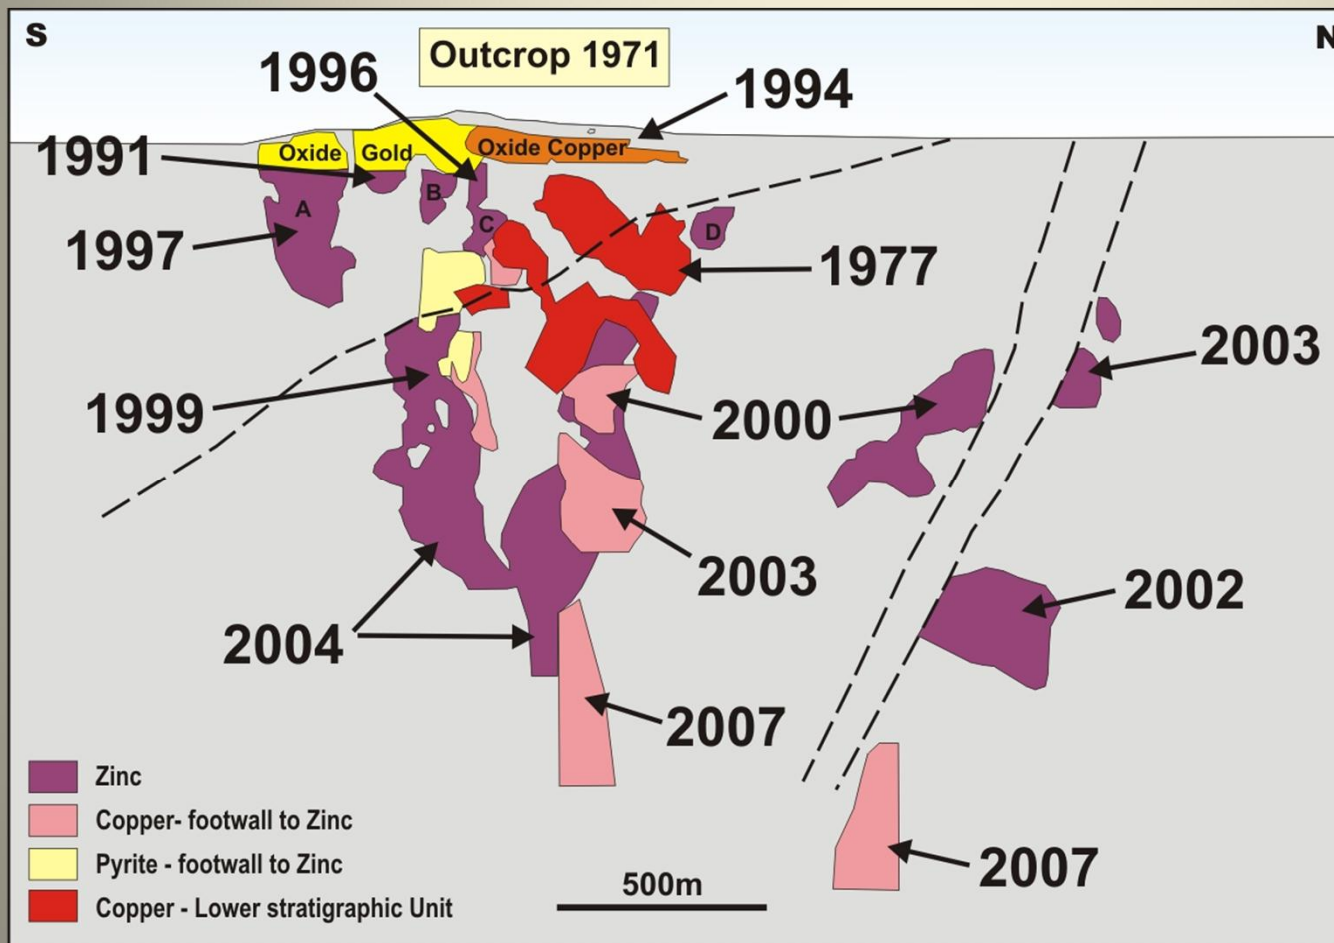 S
N
Outcrop 1971
1996
1994
1991
Oxide
Gold
Oxide Copper
A
B
C
D
1997
1977
2003
1999
2000
2003
2002
2004
2007
2007
Zinc
Copper- footwall to Zinc
Pyrite - footwall to Zinc
Copper - Lower stratigraphic Unit
500m